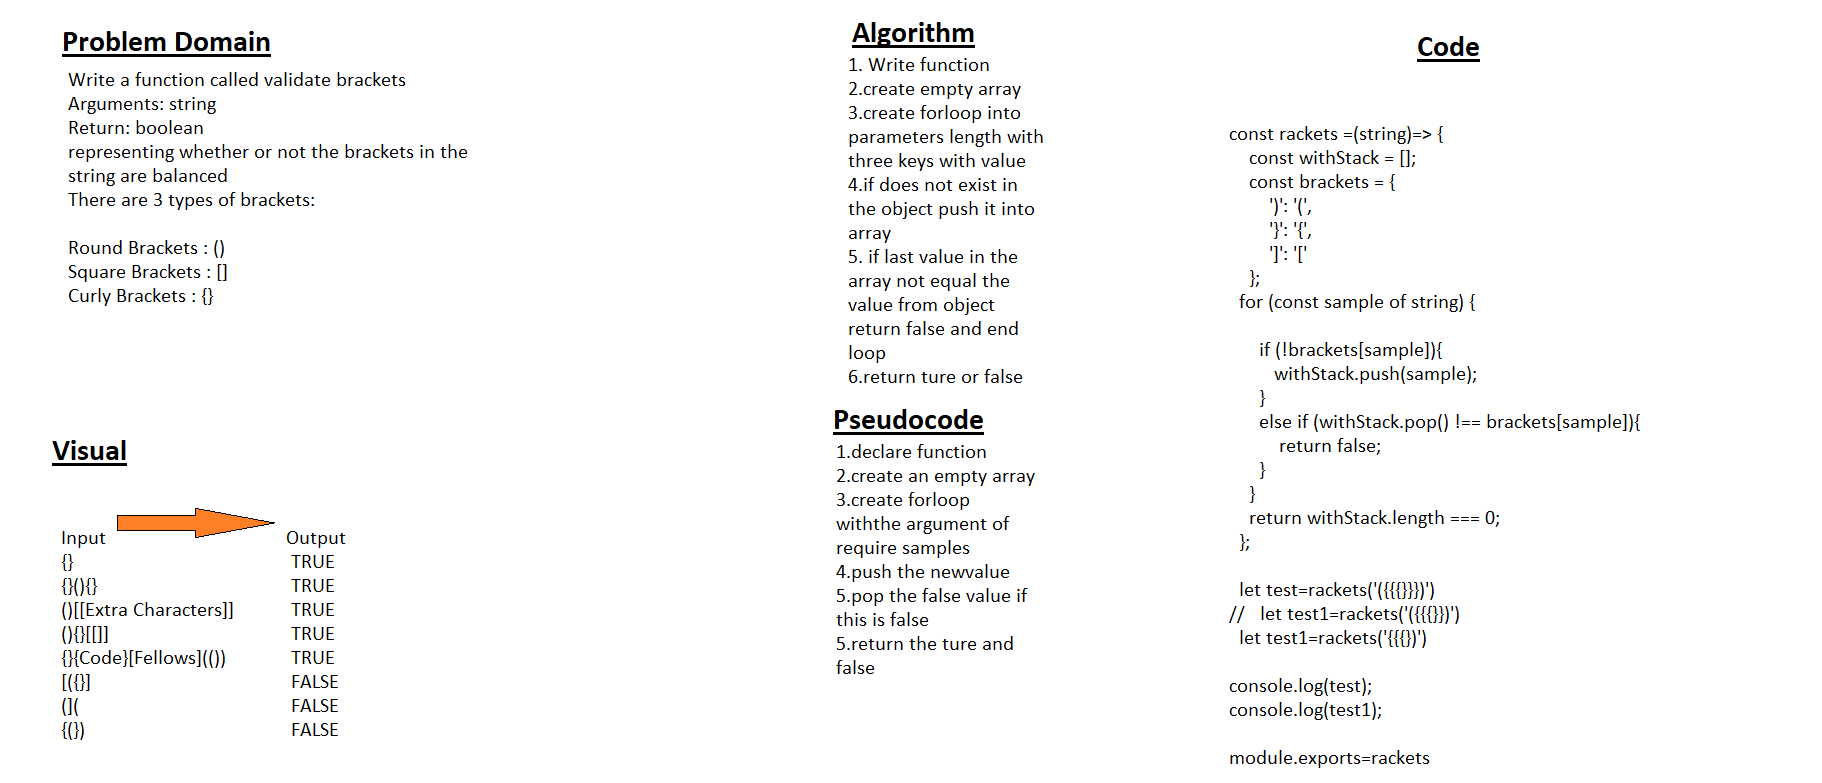 Problem Domain
Write a function called validate brackets
Arguments: string
Return: boolean
representing whether or not the brackets in the
string are balanced
There are 3 types of brackets:
Round Brackets : ()
Square Brackets : []
Curly Brackets : {}
Visual
Input Output
{} TRUE
{}(){} TRUE
()[[Extra Characters]] TRUE
(){}[[]] TRUE
{}{Code}[Fellows](()) TRUE
[({}] FALSE
(]( FALSE
{(}) FALSE
Algorithm
1. Write function
2.create empty array
3.create forloop into
parameters length with
three keys with value
4.if does not exist in
the object push it into
array
5. if last value in the
array not equal the
value from object
return false and end
loop
6.return ture or false
Pseudocode
1.declare function
2.create an empty array
3.create forloop
withthe argument of
require samples
4.push the newvalue
5.pop the false value if
this is false
5.return the ture and
false
Code
const rackets =(string)=> {
const withStack = [];
const brackets = {
')': '(',
'}': '{',
']': '['
};
for (const sample of string) {
if (!brackets[sample]){
withStack.push(sample);
}
else if (withStack.pop() !== brackets[sample]){
return false;
}
}
return withStack.length === 0;
};
let test=rackets('({{{}}})')
// let test1=rackets('({{{}})')
let test1=rackets('{{{})')
console.log(test);
console.log(test1);
module.exports=rackets